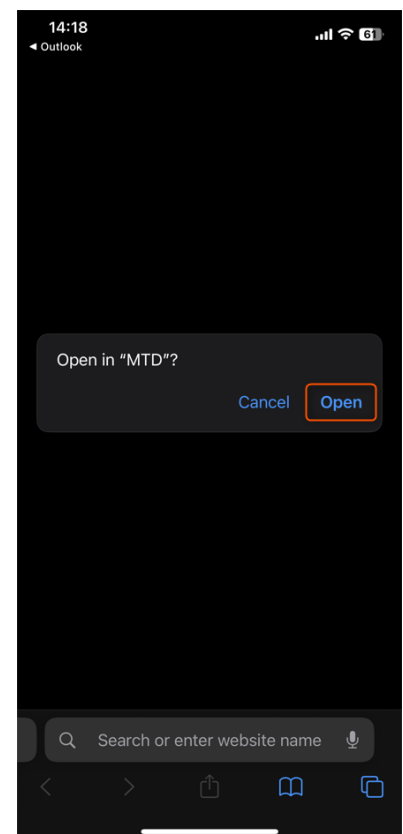 14:18
◀ Outlook
61
Open in “MTD”?
Cancel Open
Search or enter website name